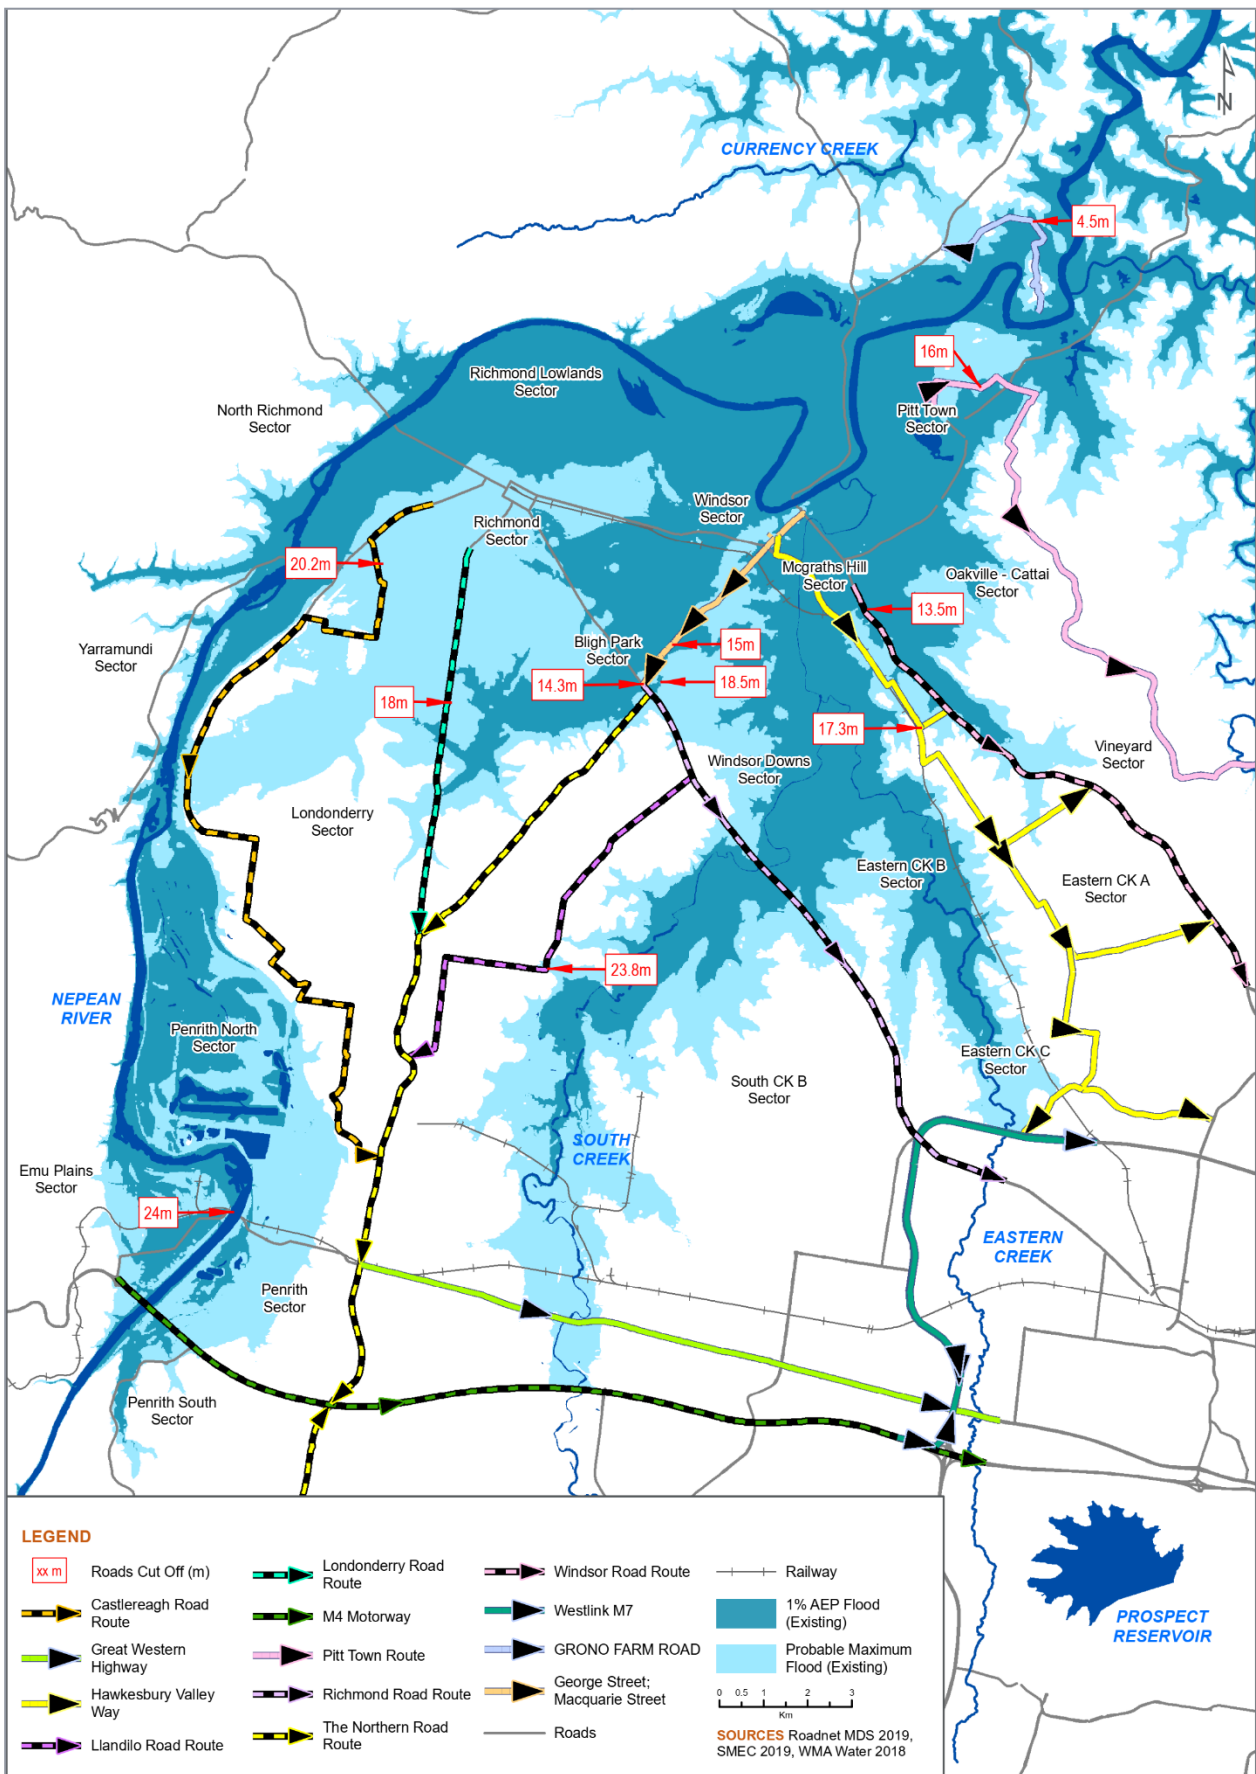 N
CURRENCY CREEK
4.5m
16m
Richmond Lowlands
Sector
North Richmond
Sector
Pitt Town
Sector
Windsor
Sector
Richmond
Sector
20.2m
Mcgraths Hill
Sector
Oakville - Cattai
Sector
13.5m
Yarramundi
Sector
Bligh Park
Sector
15m
14.3m
18.5m
18m
17.3m
Vineyard
Sector
Windsor Downs
Sector
Londonderry
Sector
Eastern CK B
Sector
Eastern CK A
Sector
23.8m
NEPEAN
RIVER
Penrith North
Sector
Eastern CK C
Sector
South CK B
Sector
SOUTH
CREEK
Emu Plains
Sector
24m
EASTERN
CREEK
Penrith
Sector
Penrith South
Sector
PROSPECT
RESERVOIR
LEGEND
xx m
Roads Cut Off (m)
Castlereagh Road
Route
Great Western
Highway
Hawkesbury Valley
Way
Llandilo Road Route
Londonderry Road
Route
M4 Motorway
Pitt Town Route
Richmond Road Route
The Northern Road
Route
Windsor Road Route
Westlink M7
GRONO FARM ROAD
George Street;
Macquarie Street
Roads
Railway
1% AEP Flood
(Existing)
Probable Maximum
Flood (Existing)
0 0.5 1 2 3
Km
SOURCES Roadnet MDS 2019,
SMEC 2019, WMA Water 2018